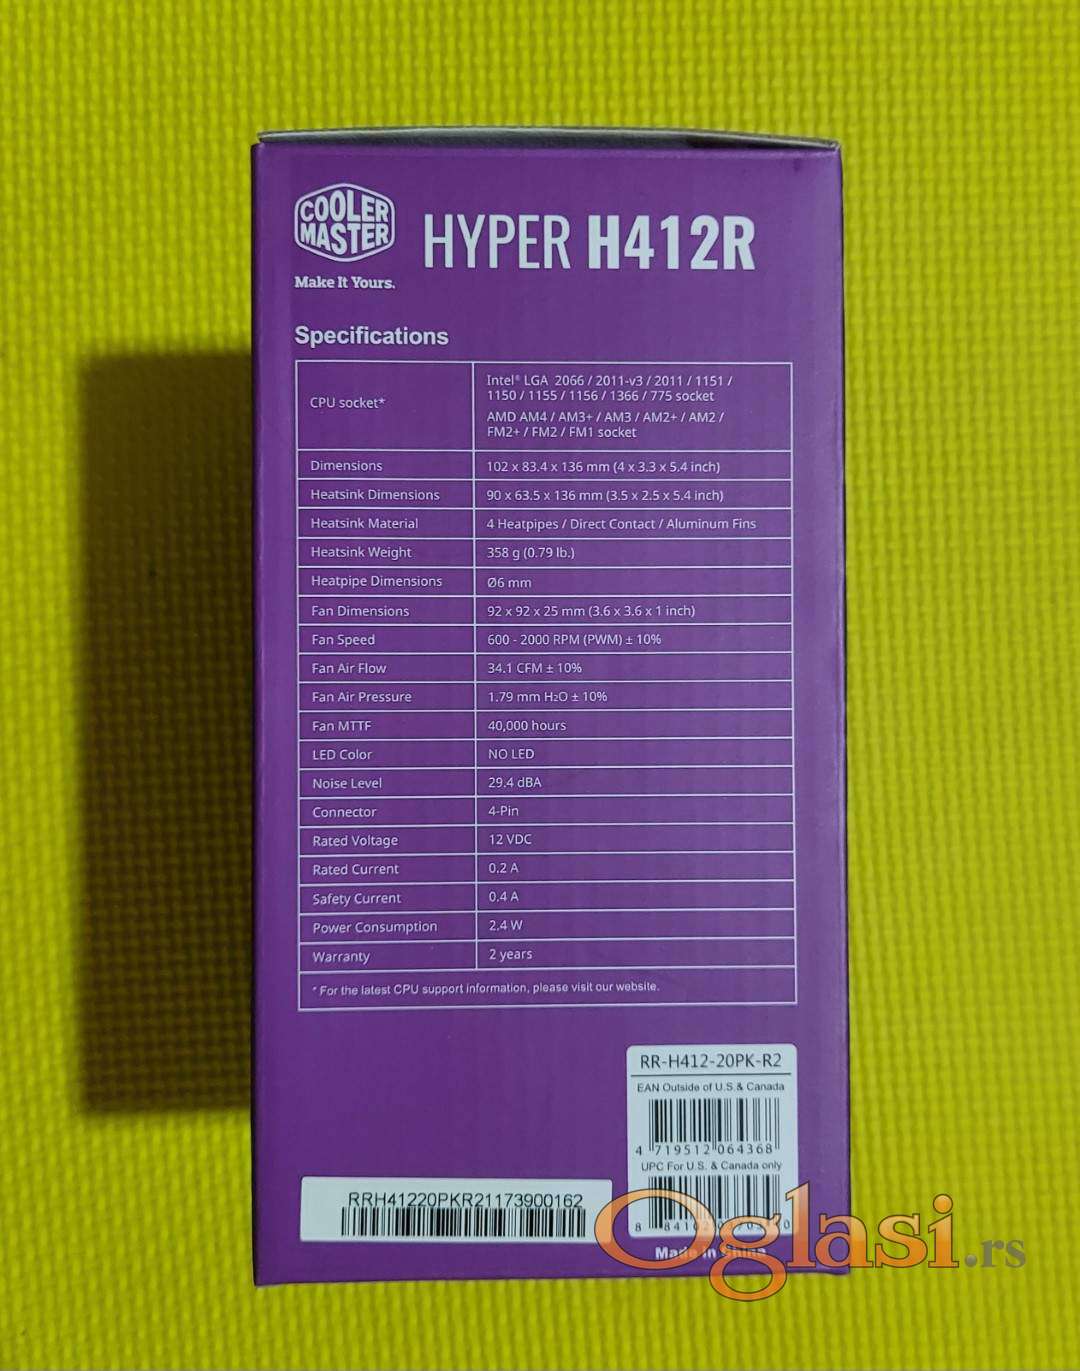 COOLER
MASTER
Make It Yours.
HYPER H412R
Specifications
CPU socket*
Intel® LGA 2066 / 2011-v3 / 2011 / 1151 /
1150 / 1155 / 1156 / 1366 / 775 socket
AMD AM4 / AM3+ / AM3 / AM2+ / AM2 /
FM2+ / FM2 / FM1 socket
Dimensions 102 x 83.4 x 136 mm (4 x 3.3 x 5.4 inch)
Heatsink Dimensions 90 x 63.5 x 136 mm (3.5 x 2.5 x 5.4 inch)
Heatsink Material 4 Heatpipes / Direct Contact / Aluminum Fins
Heatsink Weight 358 g (0.79 lb.)
Heatpipe Dimensions Ø6 mm
Fan Dimensions 92 x 92 x 25 mm (3.6 x 3.6 x 1 inch)
Fan Speed 600 - 2000 RPM (PWM) ± 10%
Fan Air Flow 34.1 CFM ± 10%
Fan Air Pressure 1.79 mm H2O ± 10%
Fan MTTF 40,000 hours
LED Color NO LED
Noise Level 29.4 dBA
Connector 4-Pin
Rated Voltage 12 VDC
Rated Current 0.2 A
Safety Current 0.4 A
Power Consumption 2.4 W
Warranty 2 years
* For the latest CPU support information, please visit our website.
RR-H412-20PK-R2
EAN Outside of U.S.& Canada
4 719512 064368
UPC For U.S. & Canada only
RRH41220PKR21173900162
Made in China
Oglasi.rs